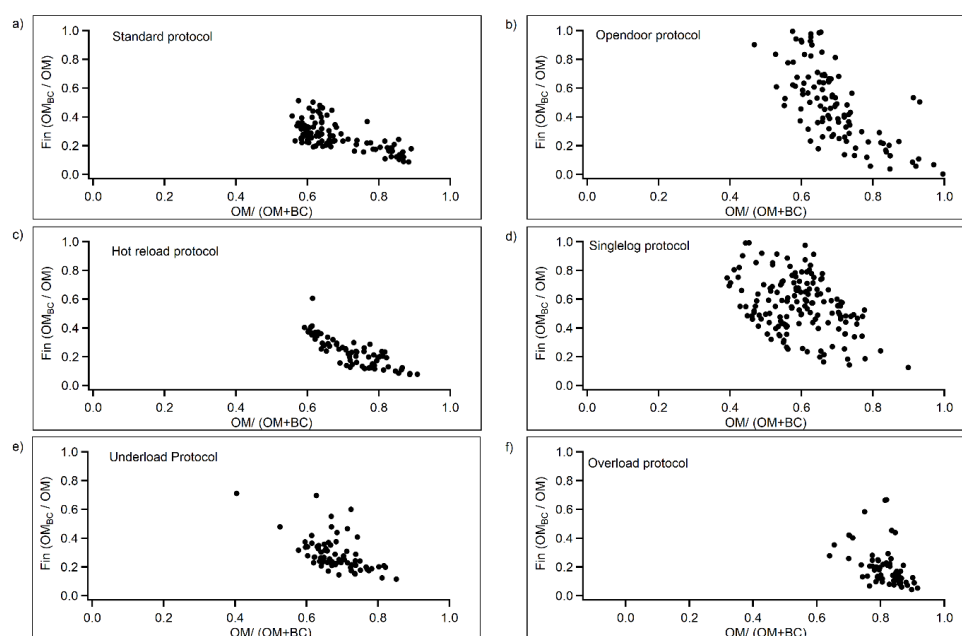 a)
Standard protocol
Fin (OMBC / OM)
1.0
0.8
0.6
0.4
0.2
0.0
0.0 0.2 0.4 0.6 0.8 1.0
OM/ (OM+BC)
b)
Opendoor protocol
Fin (OMBC / OM)
1.0
0.8
0.6
0.4
0.2
0.0
0.0 0.2 0.4 0.6 0.8 1.0
OM/ (OM+BC)
c)
Hot reload protocol
Fin (OMBC / OM)
1.0
0.8
0.6
0.4
0.2
0.0
0.0 0.2 0.4 0.6 0.8 1.0
OM/ (OM+BC)
d)
Singlelog protocol
Fin (OMBC / OM)
1.0
0.8
0.6
0.4
0.2
0.0
0.0 0.2 0.4 0.6 0.8 1.0
OM/ (OM+BC)
e)
Underload Protocol
Fin (OMBC / OM)
1.0
0.8
0.6
0.4
0.2
0.0
0.0 0.2 0.4 0.6 0.8 1.0
OM/ (OM+BC)
f)
Overload protocol
Fin (OMBC / OM)
1.0
0.8
0.6
0.4
0.2
0.0
0.0 0.2 0.4 0.6 0.8 1.0
OM/ (OM+BC)